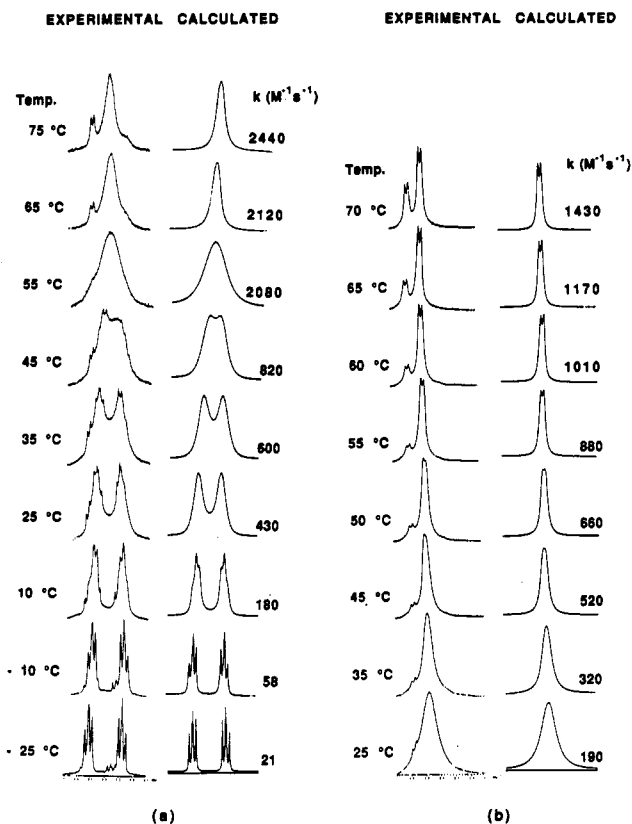 EXPERIMENTAL CALCULATED
Temp.
k (M⁻¹s⁻¹)
75 °C
2440
65 °C
2120
55 °C
2080
45 °C
820
35 °C
600
25 °C
430
10 °C
180
- 10 °C
58
- 25 °C
21
(a)
EXPERIMENTAL CALCULATED
Temp.
k (M⁻¹s⁻¹)
70 °C
1430
65 °C
1170
60 °C
1010
55 °C
880
50 °C
660
45 °C
520
35 °C
320
25 °C
190
(b)